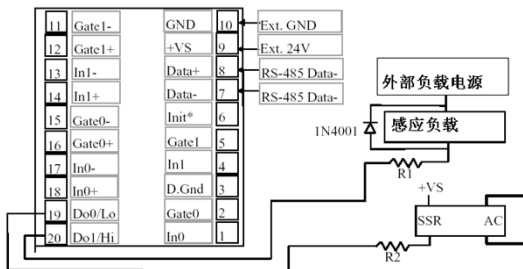 11 Gate1- GND 10 Ext. GND
12 Gate1+ +VS 9 Ext. 24V
13 In1- Data+ 8 RS-485 Data-
14 In1+ Data- 7 RS-485 Data-
15 Gate0- Init* 6
16 Gate0+ Gate1 5
17 In0- In1 4
18 In0+ D.Gnd 3
19 Do0/Lo Gate0 2
20 Do1/Hi In0 1
外部负载电源
1N4001
感应负载
R1
+VS
SSR AC
R2